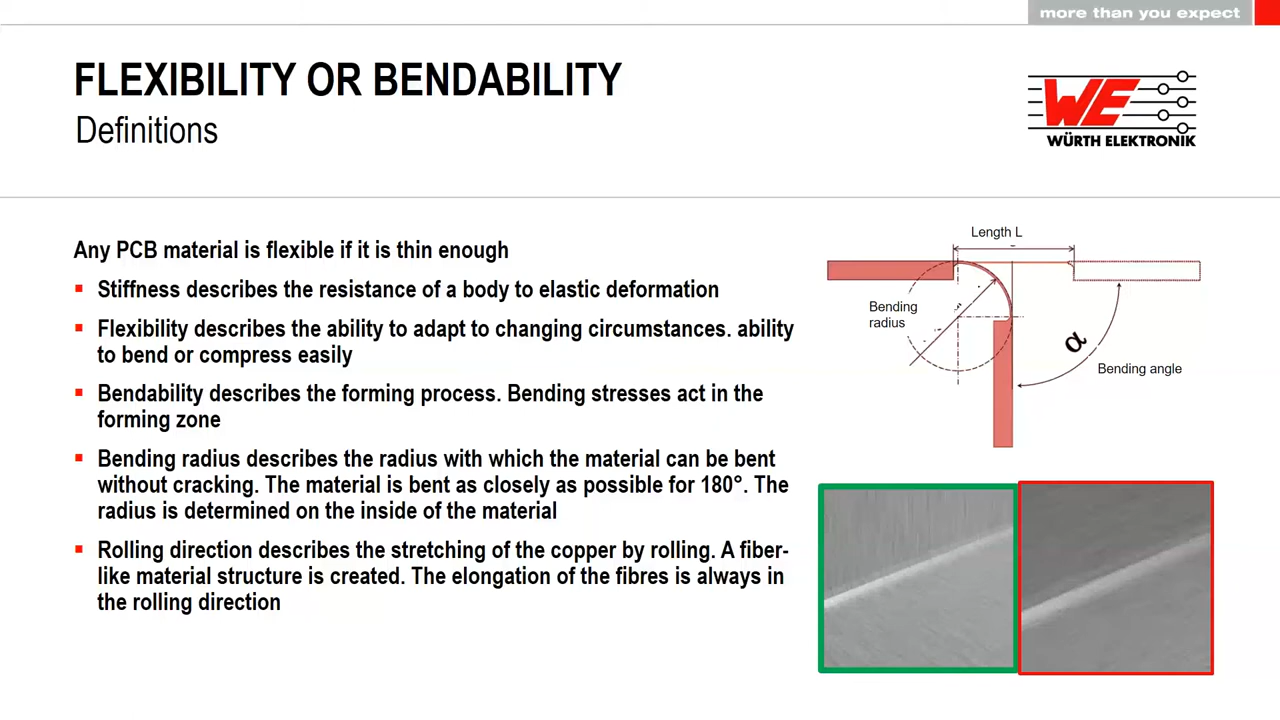 more than you expect
FLEXIBILITY OR BENDABILITY
Definitions
WE
WÜRTH ELEKTRONIK
Any PCB material is flexible if it is thin enough
Stiffness describes the resistance of a body to elastic deformation
Flexibility describes the ability to adapt to changing circumstances. ability
to bend or compress easily
Bendability describes the forming process. Bending stresses act in the
forming zone
Bending radius describes the radius with which the material can be bent
without cracking. The material is bent as closely as possible for 180°. The
radius is determined on the inside of the material
Rolling direction describes the stretching of the copper by rolling. A fiber-
like material structure is created. The elongation of the fibres is always in
the rolling direction
Length L
Bending
radius
α
Bending angle